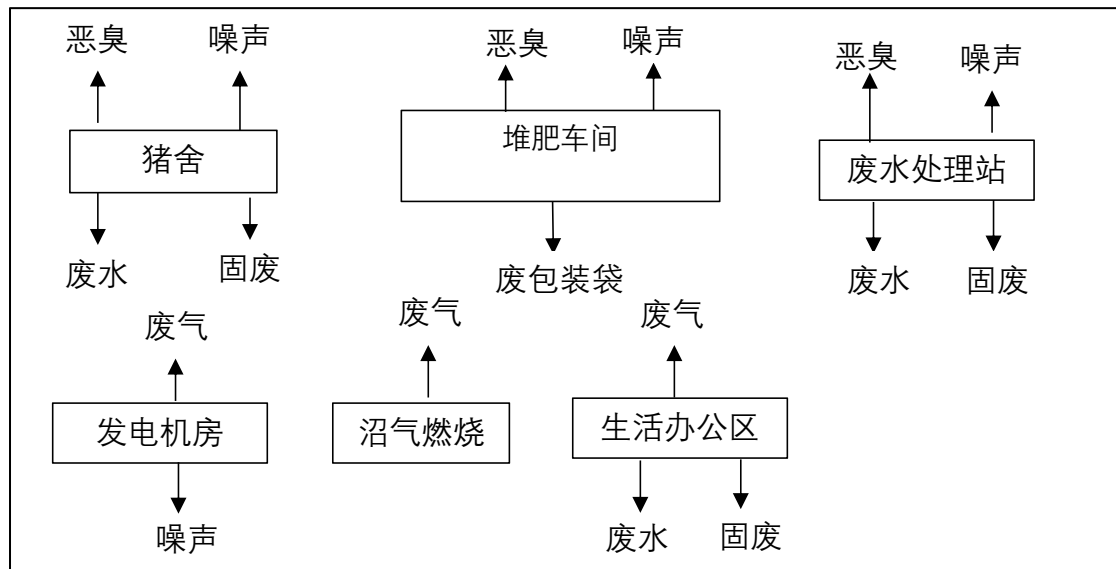 恶臭
噪声
猪舍
废水
固废
恶臭
噪声
堆肥车间
废包装袋
恶臭
噪声
废水处理站
废水
固废
废气
发电机房
噪声
废气
沼气燃烧
废气
生活办公区
废水
固废